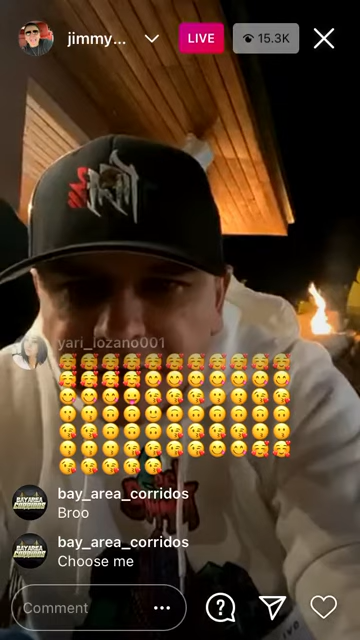 jimmy...
LIVE
15.3K
yari_lozano001
bay_area_corridos
Broo
bay_area_corridos
Choose me
Comment